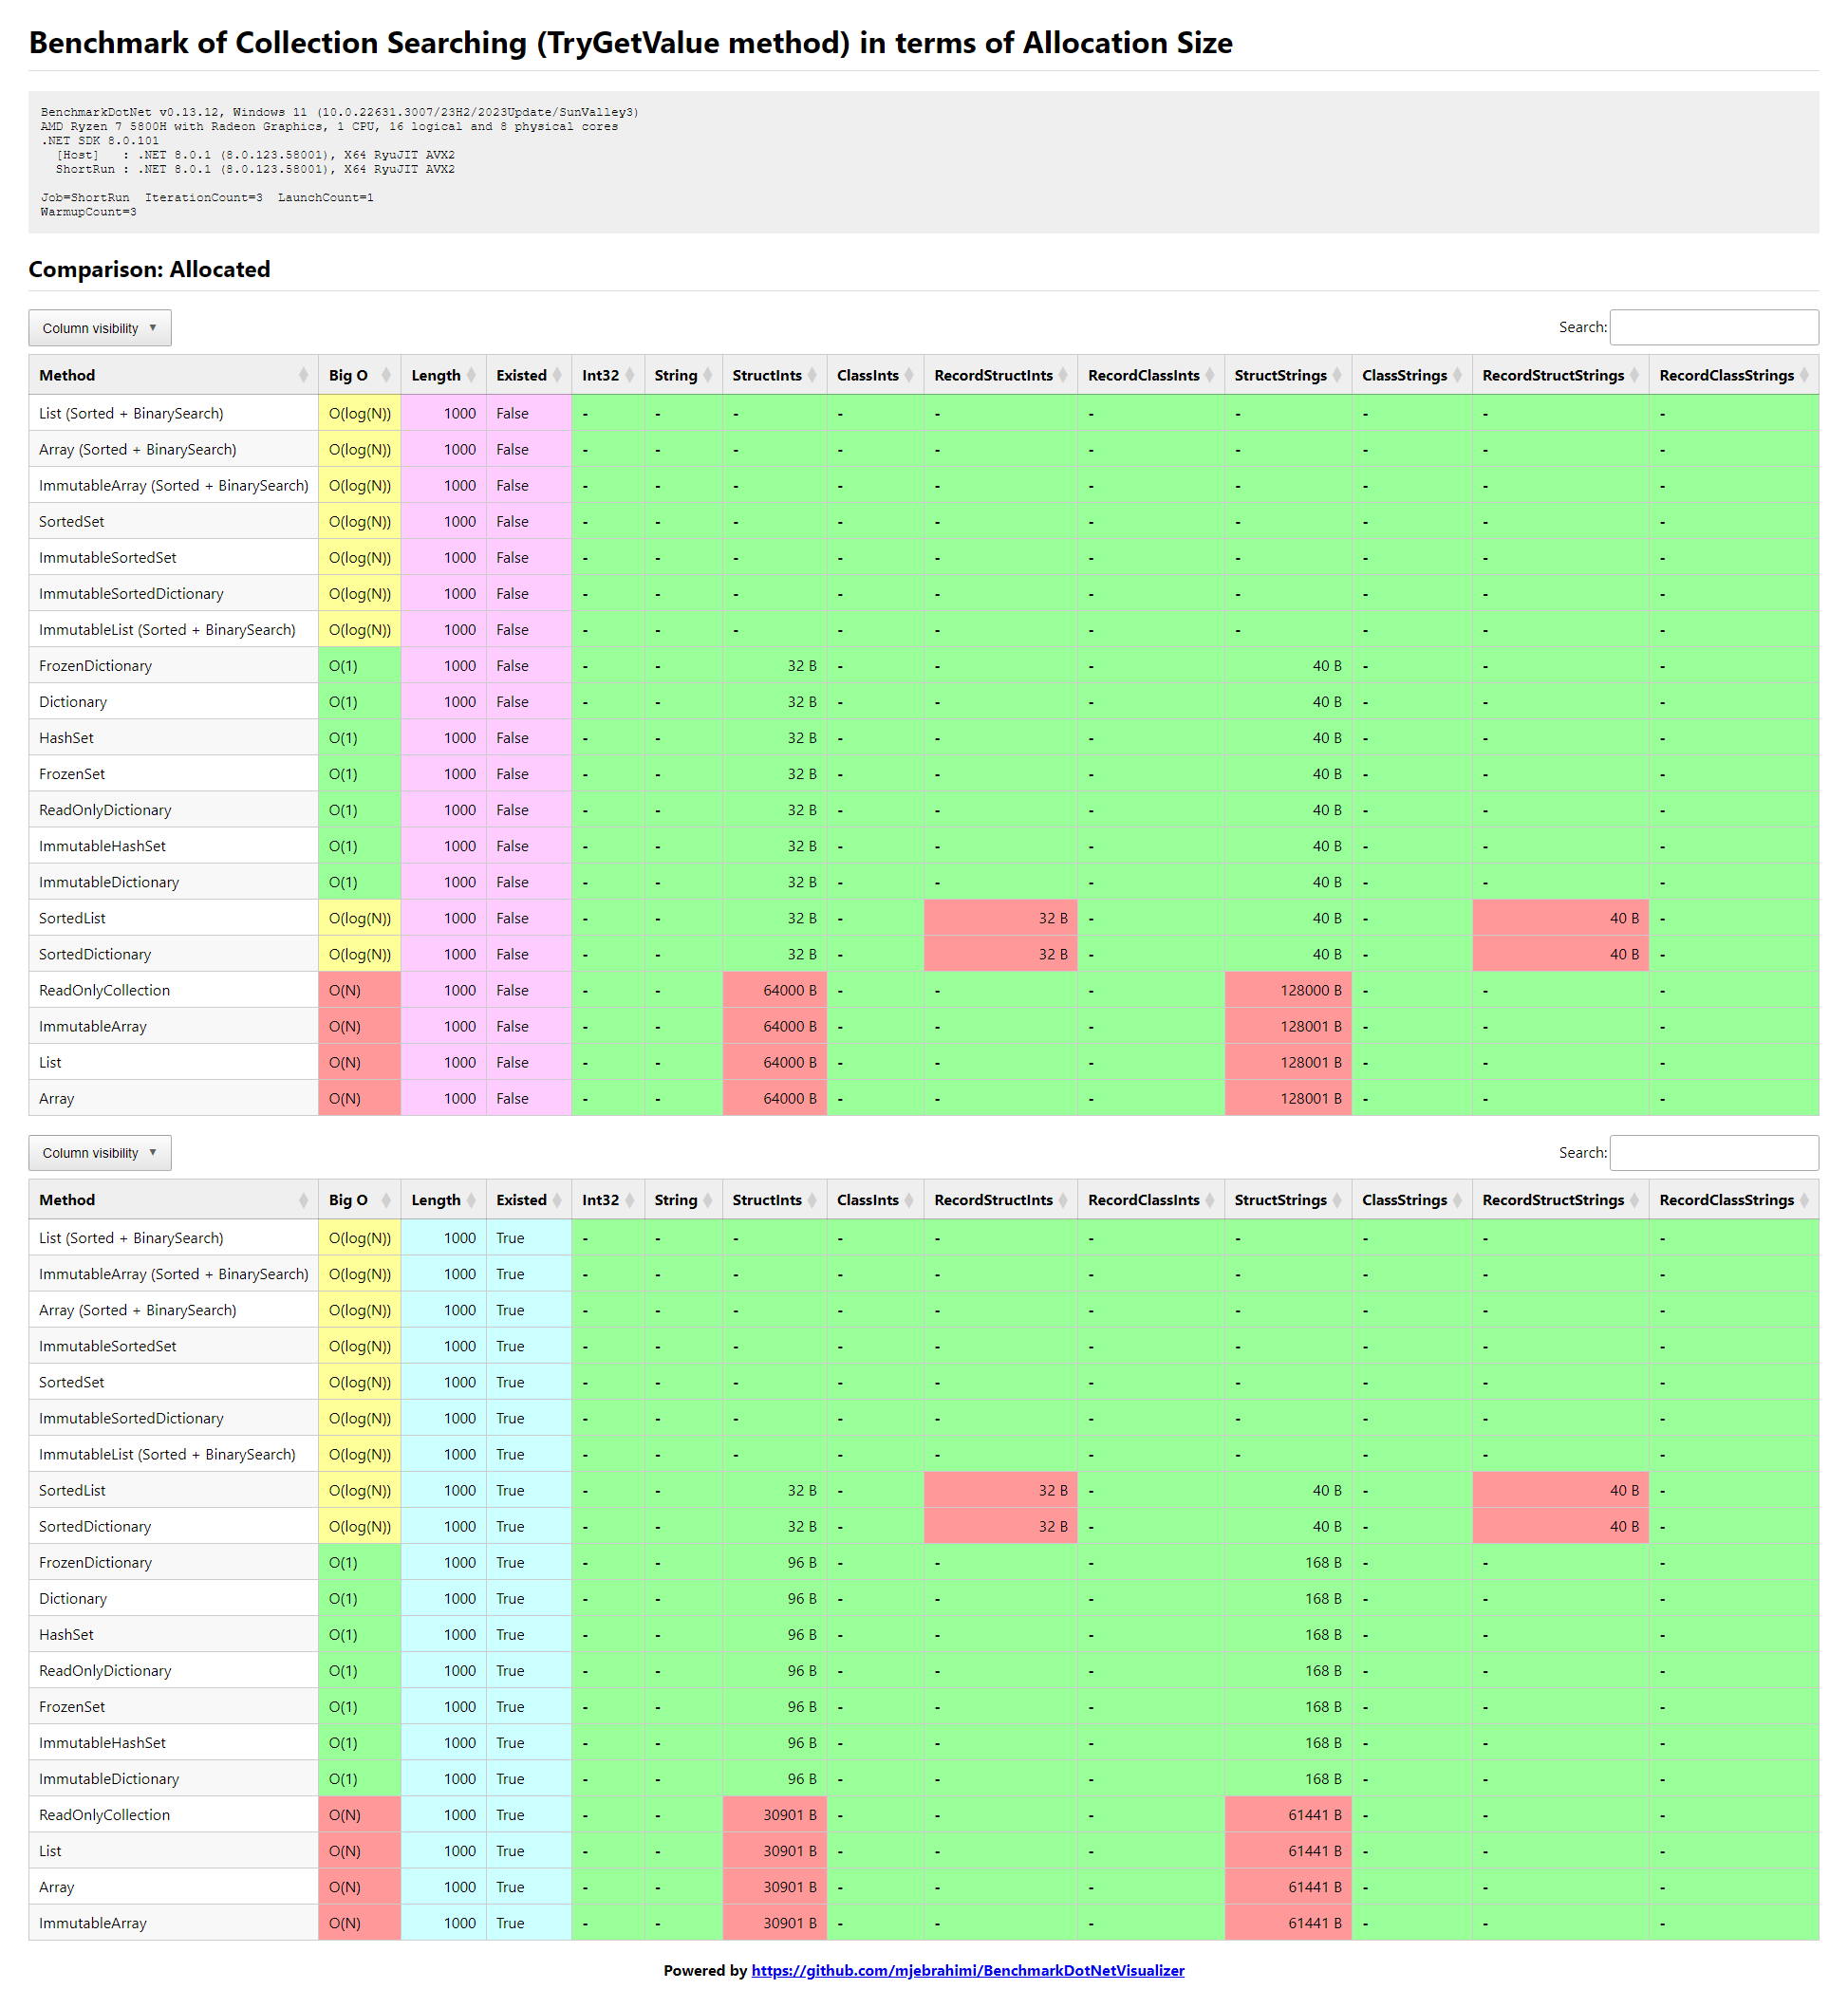 Benchmark of Collection Searching (TryGetValue method) in terms of Allocation Size
BenchmarkDotNet v0.13.12, Windows 11 (10.0.22631.3007/23H2/2023Update/SunValley3)
AMD Ryzen 7 5800H with Radeon Graphics, 1 CPU, 16 logical and 8 physical cores
.NET SDK 8.0.101
[Host]   : .NET 8.0.1 (8.0.123.58001), X64 RyuJIT AVX2
ShortRun : .NET 8.0.1 (8.0.123.58001), X64 RyuJIT AVX2
Job=ShortRun  IterationCount=3  LaunchCount=1
WarmupCount=3
Comparison: Allocated
Column visibility ▼ Search:
Method Big O Length Existed Int32 String StructInts ClassInts RecordStructInts RecordClassInts StructStrings ClassStrings RecordStructStrings RecordClassStrings
List (Sorted + BinarySearch) O(log(N)) 1000 False - - - - - - - - - -
Array (Sorted + BinarySearch) O(log(N)) 1000 False - - - - - - - - - -
ImmutableArray (Sorted + BinarySearch) O(log(N)) 1000 False - - - - - - - - - -
SortedSet O(log(N)) 1000 False - - - - - - - - - -
ImmutableSortedSet O(log(N)) 1000 False - - - - - - - - - -
ImmutableSortedDictionary O(log(N)) 1000 False - - - - - - - - - -
ImmutableList (Sorted + BinarySearch) O(log(N)) 1000 False - - - - - - - - - -
FrozenDictionary O(1) 1000 False - - 32 B - - - 40 B - - -
Dictionary O(1) 1000 False - - 32 B - - - 40 B - - -
HashSet O(1) 1000 False - - 32 B - - - 40 B - - -
FrozenSet O(1) 1000 False - - 32 B - - - 40 B - - -
ReadOnlyDictionary O(1) 1000 False - - 32 B - - - 40 B - - -
ImmutableHashSet O(1) 1000 False - - 32 B - - - 40 B - - -
ImmutableDictionary O(1) 1000 False - - 32 B - - - 40 B - - -
SortedList O(log(N)) 1000 False - - 32 B - 32 B - 40 B - 40 B -
SortedDictionary O(log(N)) 1000 False - - 32 B - 32 B - 40 B - 40 B -
ReadOnlyCollection O(N) 1000 False - - 64000 B - - - 128000 B - - -
ImmutableArray O(N) 1000 False - - 64000 B - - - 128001 B - - -
List O(N) 1000 False - - 64000 B - - - 128001 B - - -
Array O(N) 1000 False - - 64000 B - - - 128001 B - - -
Column visibility ▼ Search:
Method Big O Length Existed Int32 String StructInts ClassInts RecordStructInts RecordClassInts StructStrings ClassStrings RecordStructStrings RecordClassStrings
List (Sorted + BinarySearch) O(log(N)) 1000 True - - - - - - - - - -
ImmutableArray (Sorted + BinarySearch) O(log(N)) 1000 True - - - - - - - - - -
Array (Sorted + BinarySearch) O(log(N)) 1000 True - - - - - - - - - -
ImmutableSortedSet O(log(N)) 1000 True - - - - - - - - - -
SortedSet O(log(N)) 1000 True - - - - - - - - - -
ImmutableSortedDictionary O(log(N)) 1000 True - - - - - - - - - -
ImmutableList (Sorted + BinarySearch) O(log(N)) 1000 True - - - - - - - - - -
SortedList O(log(N)) 1000 True - - 32 B - 32 B - 40 B - 40 B -
SortedDictionary O(log(N)) 1000 True - - 32 B - 32 B - 40 B - 40 B -
FrozenDictionary O(1) 1000 True - - 96 B - - - 168 B - - -
Dictionary O(1) 1000 True - - 96 B - - - 168 B - - -
HashSet O(1) 1000 True - - 96 B - - - 168 B - - -
ReadOnlyDictionary O(1) 1000 True - - 96 B - - - 168 B - - -
FrozenSet O(1) 1000 True - - 96 B - - - 168 B - - -
ImmutableHashSet O(1) 1000 True - - 96 B - - - 168 B - - -
ImmutableDictionary O(1) 1000 True - - 96 B - - - 168 B - - -
ReadOnlyCollection O(N) 1000 True - - 30901 B - - - 61441 B - - -
List O(N) 1000 True - - 30901 B - - - 61441 B - - -
Array O(N) 1000 True - - 30901 B - - - 61441 B - - -
ImmutableArray O(N) 1000 True - - 30901 B - - - 61441 B - - -
Powered by https://github.com/mjebrahimi/BenchmarkDotNetVisualizer